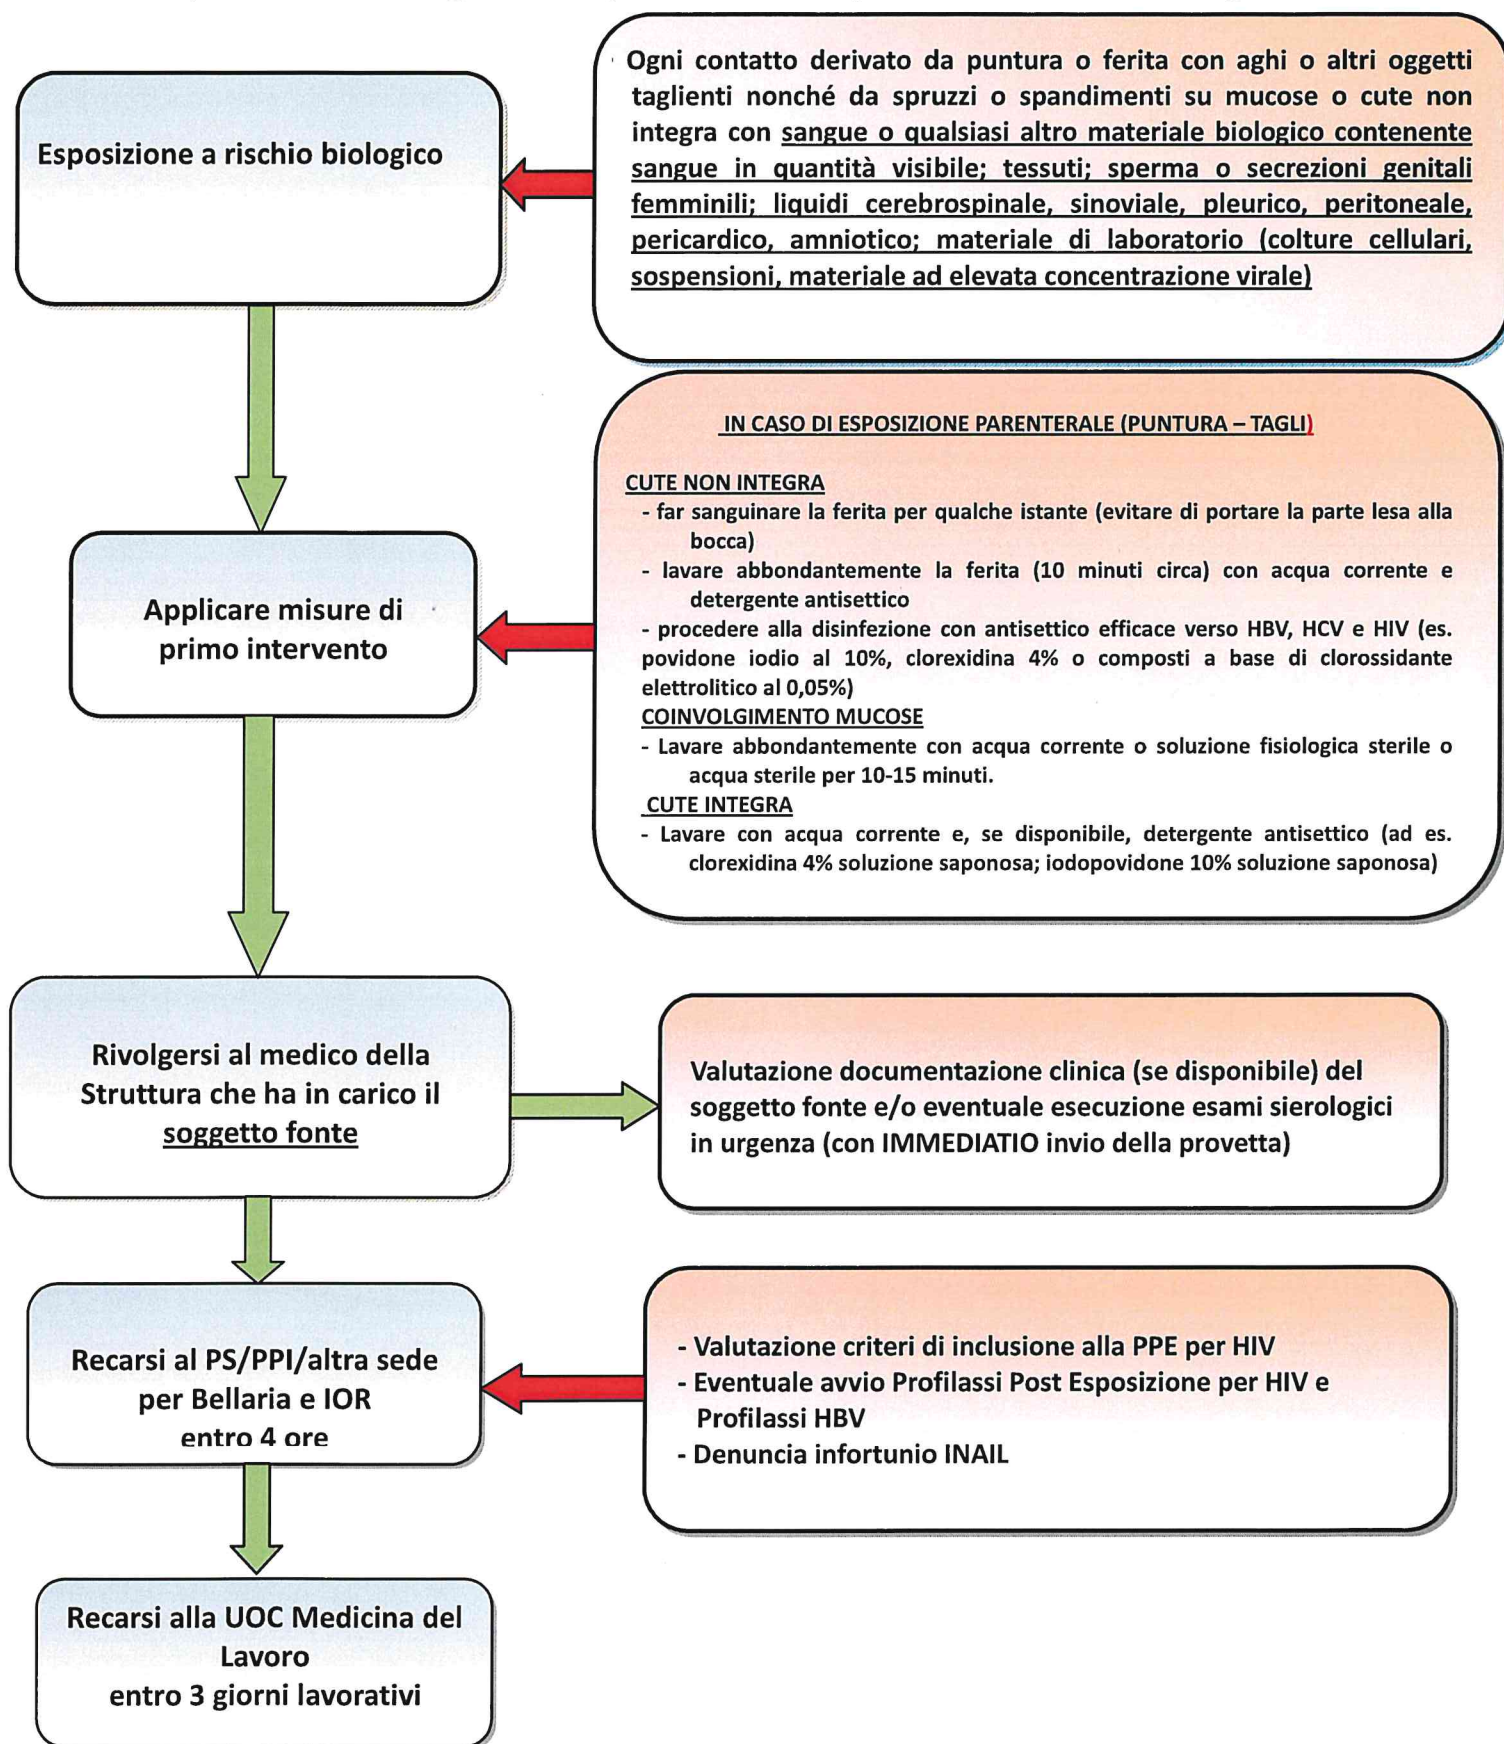 Esposizione a rischio biologico
Ogni contatto derivato da puntura o ferita con aghi o altri oggetti
taglienti nonché da spruzzi o spandimenti su mucose o cute non
integra con sangue o qualsiasi altro materiale biologico contenente
sangue in quantità visibile; tessuti; sperma o secrezioni genitali
femminili; liquidi cerebrospinale, sinoviale, pleurico, peritoneale,
pericardico, amniotico; materiale di laboratorio (colture cellulari,
sospensioni, materiale ad elevata concentrazione virale)
Applicare misure di
primo intervento
IN CASO DI ESPOSIZIONE PARENTERALE (PUNTURA – TAGLI)
CUTE NON INTEGRA
- far sanguinare la ferita per qualche istante (evitare di portare la parte lesa alla
bocca)
- lavare abbondantemente la ferita (10 minuti circa) con acqua corrente e
detergente antisettico
- procedere alla disinfezione con antisettico efficace verso HBV, HCV e HIV (es.
povidone iodio al 10%, clorexidina 4% o composti a base di clorossidante
elettrolitico al 0,05%)
COINVOLGIMENTO MUCOSE
- Lavare abbondantemente con acqua corrente o soluzione fisiologica sterile o
acqua sterile per 10-15 minuti.
CUTE INTEGRA
- Lavare con acqua corrente e, se disponibile, detergente antisettico (ad es.
clorexidina 4% soluzione saponosa; iodopovidone 10% soluzione saponosa)
Rivolgersi al medico della
Struttura che ha in carico il
soggetto fonte
Valutazione documentazione clinica (se disponibile) del
soggetto fonte e/o eventuale esecuzione esami sierologici
in urgenza (con IMMEDIATIO invio della provetta)
Recarsi al PS/PPI/altra sede
per Bellaria e IOR
entro 4 ore
- Valutazione criteri di inclusione alla PPE per HIV
- Eventuale avvio Profilassi Post Esposizione per HIV e
Profilassi HBV
- Denuncia infortunio INAIL
Recarsi alla UOC Medicina del
Lavoro
entro 3 giorni lavorativi